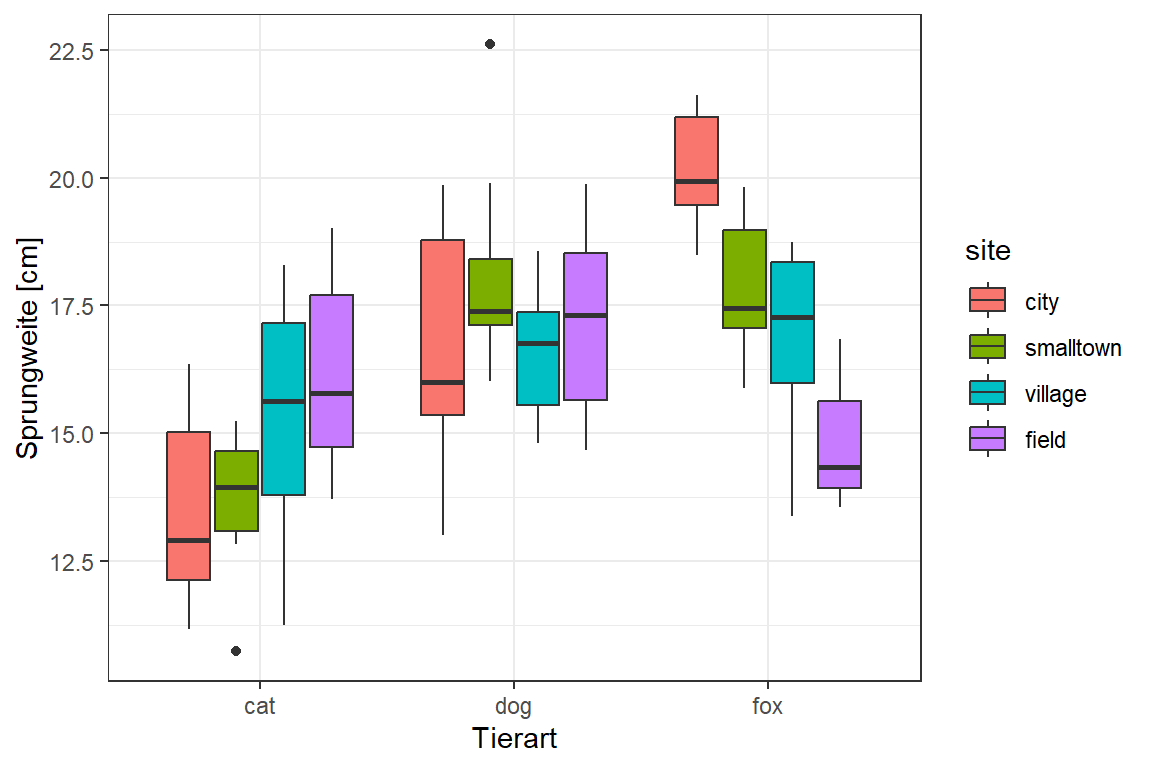 22.5
20.0
17.5
15.0
12.5
Sprungweite [cm]
cat
dog
fox
Tierart
site
city
smalltown
village
field